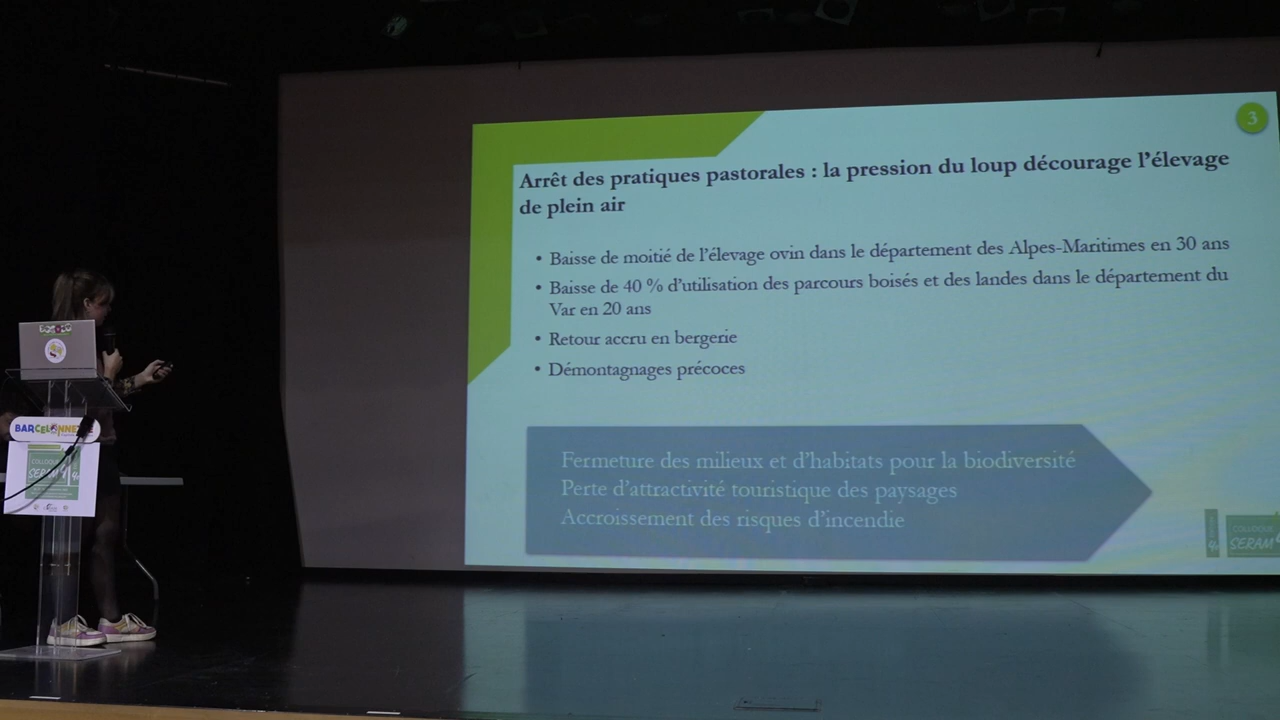 3
Arrêt des pratiques pastorales : la pression du loup décourage l'élevage
de plein air
• Baisse de moitié de l'élevage ovin dans le département des Alpes-Maritimes en 30 ans
• Baisse de 40 % d'utilisation des parcours boisés et des landes dans le département du
Var en 20 ans
• Retour accru en bergerie
• Démontagnages précoces
Fermeture des milieux et d'habitats pour la biodiversité
Perte d'attractivité touristique des paysages
Accroissement des risques d'incendie
COLLOQUE
SERAM
BARCELONNETTE
COLLOQUE
SERAM